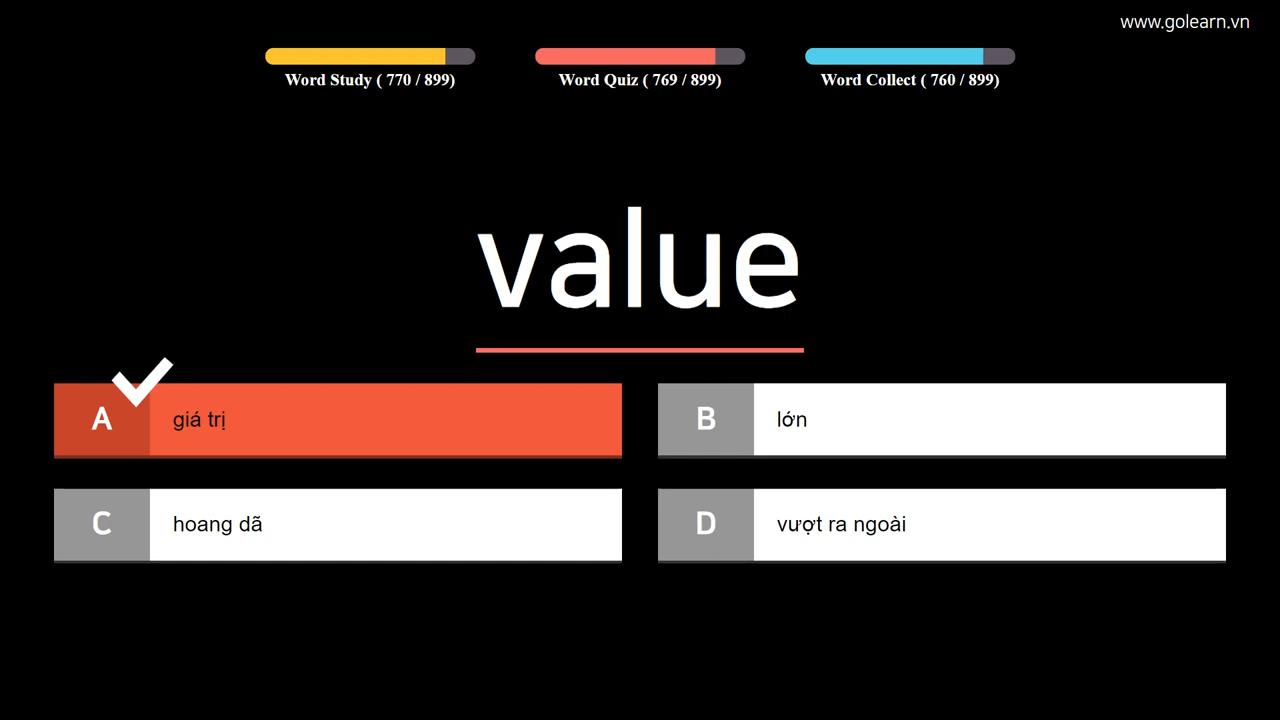 www.golearn.vn
Word Study ( 770 / 899)
Word Quiz ( 769 / 899)
Word Collect ( 760 / 899)
value
A giá trị
B lớn
C hoang dã
D vượt ra ngoài